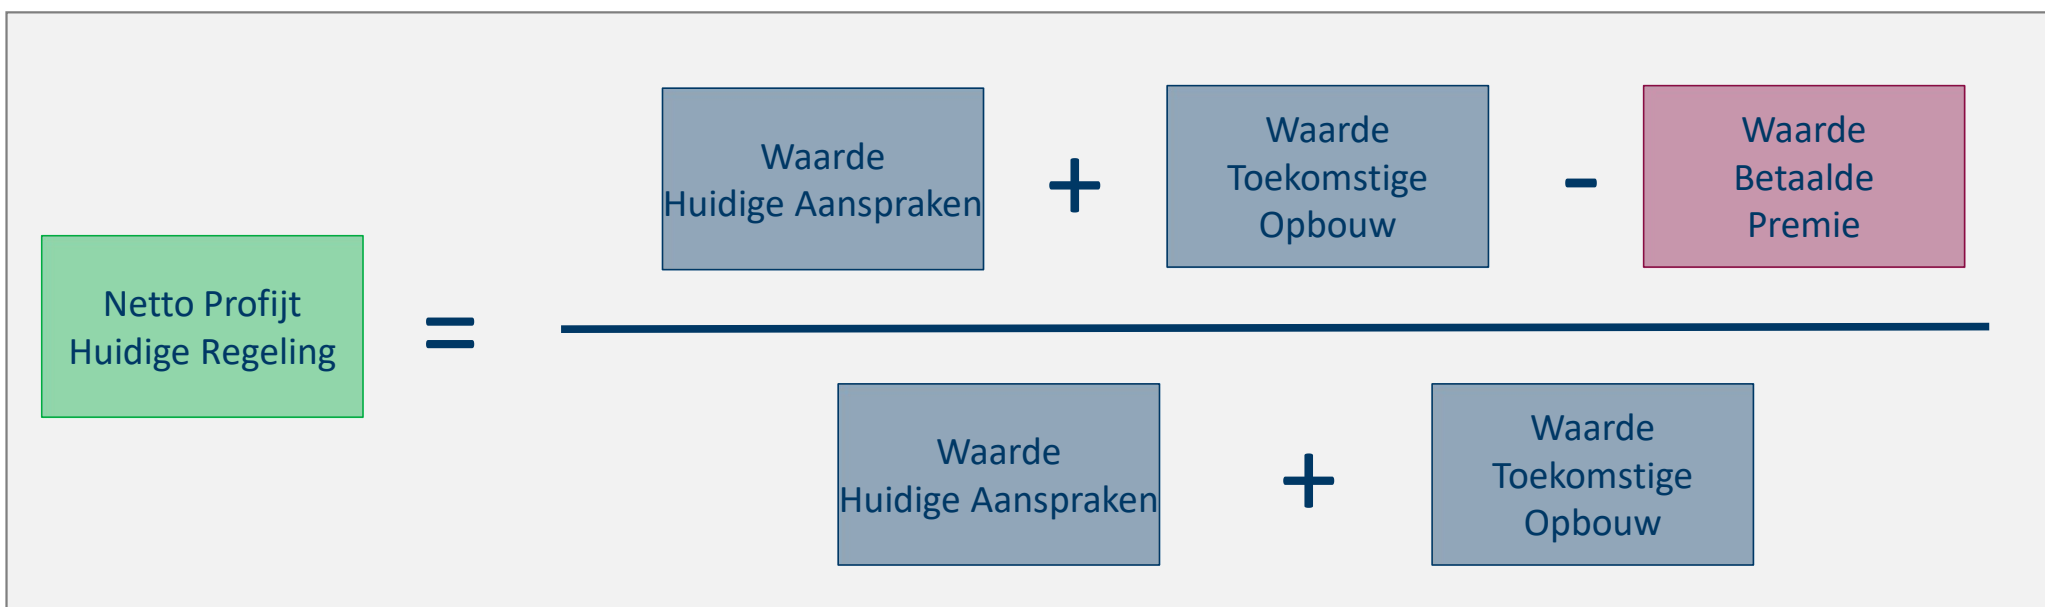 Netto Profijt
Huidige Regeling
=
Waarde
Huidige Aanspraken
+
Waarde
Toekomstige
Opbouw
-
Waarde
Betaalde
Premie
Waarde
Huidige Aanspraken
+
Waarde
Toekomstige
Opbouw